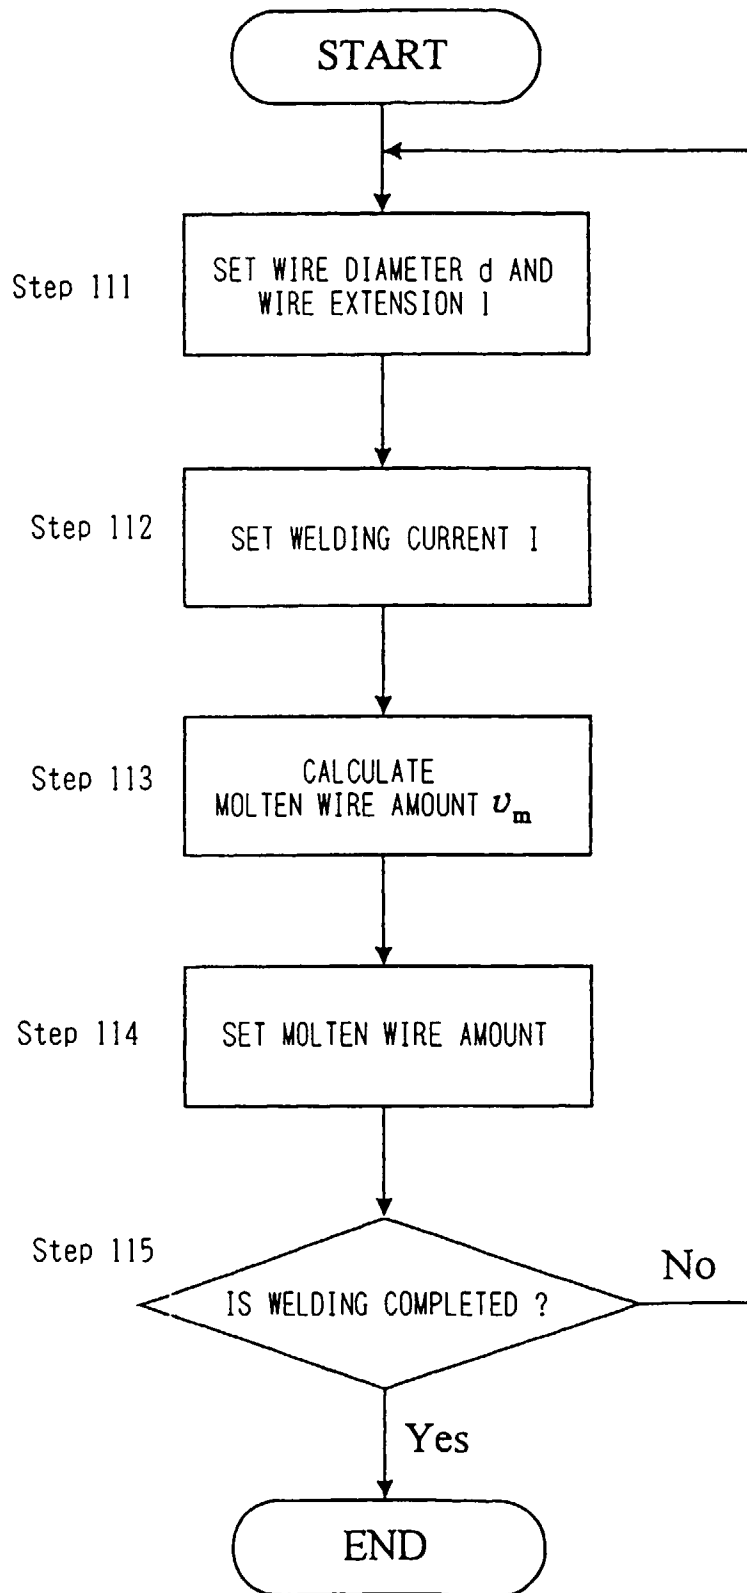 START
Step 111
SET WIRE DIAMETER d AND
WIRE EXTENSION l
Step 112
SET WELDING CURRENT I
Step 113
CALCULATE
MOLTEN WIRE AMOUNT υm
Step 114
SET MOLTEN WIRE AMOUNT
Step 115
IS WELDING COMPLETED ?
No
Yes
END